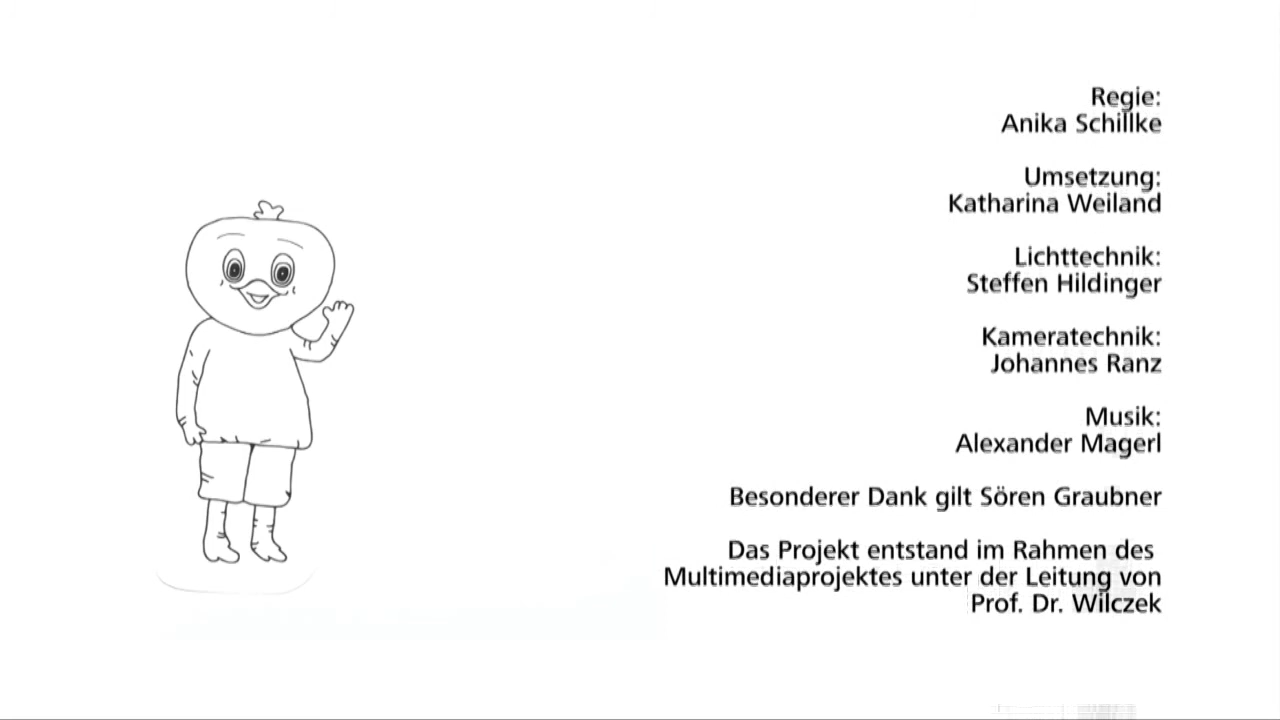 Regie:
Anika Schillke
Umsetzung:
Katharina Weiland
Lichttechnik:
Steffen Hildinger
Kameratechnik:
Johannes Ranz
Musik:
Alexander Magerl
Besonderer Dank gilt Sören Graubner
Das Projekt entstand im Rahmen des
Multimediaprojektes unter der Leitung von
Prof. Dr. Wilczek